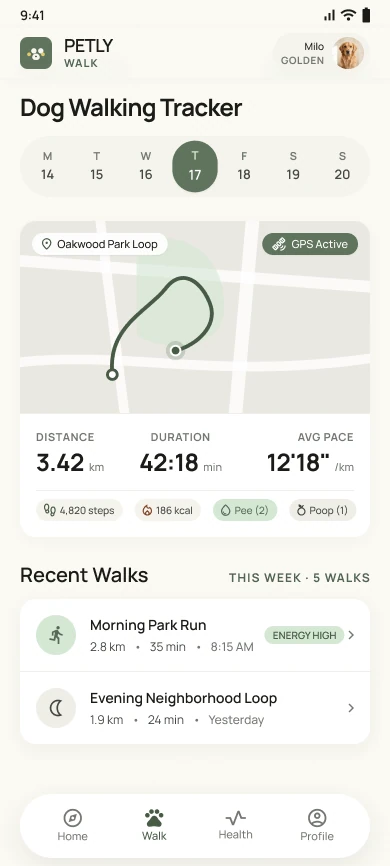 9:41
PETLY
WALK
Milo
GOLDEN
Dog Walking Tracker
M T W T F S S
14 15 16 17 18 19 20
Oakwood Park Loop
GPS Active
DISTANCE DURATION AVG PACE
3.42 km 42:18 min 12'18" /km
4,820 steps 186 kcal Pee (2) Poop (1)
Recent Walks THIS WEEK · 5 WALKS
Morning Park Run
2.8 km • 35 min • 8:15 AM
ENERGY HIGH
Evening Neighborhood Loop
1.9 km • 24 min • Yesterday
Home Walk Health Profile